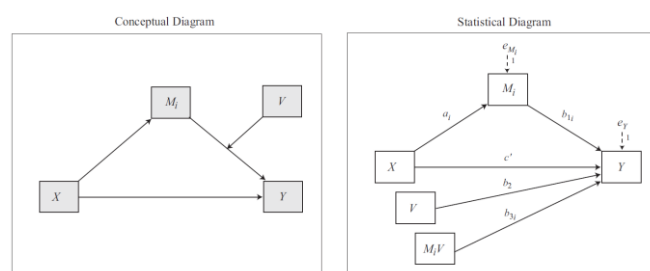 Conceptual Diagram
M_i
V
X
Y
Statistical Diagram
e_{M_i}
1
M_i
a_i
b_{1i}
e_Y
1
X
c'
Y
b_2
V
b_{3i}
M_iV